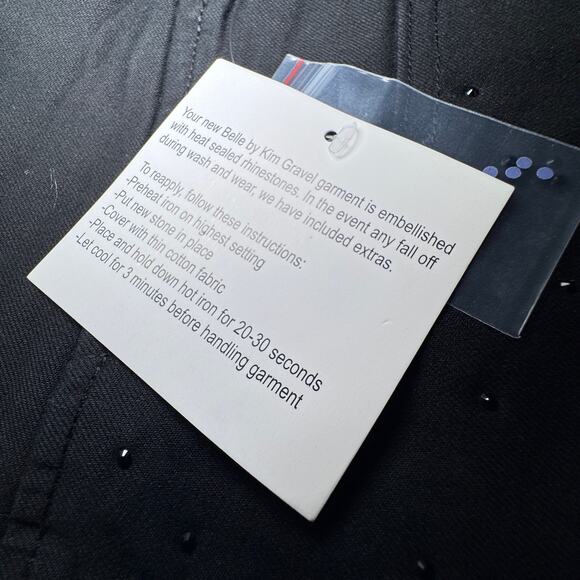 Your new Belle by Kim Gravel garment is embellished
with heat sealed rhinestones. In the event any fall off
during wash and wear, we have included extras.
To reapply, follow these instructions:
-Preheat iron on highest setting
-Put new stone in place
-Cover with thin cotton fabric
-Place and hold down hot iron for 20-30 seconds
-Let cool for 3 minutes before handling garment